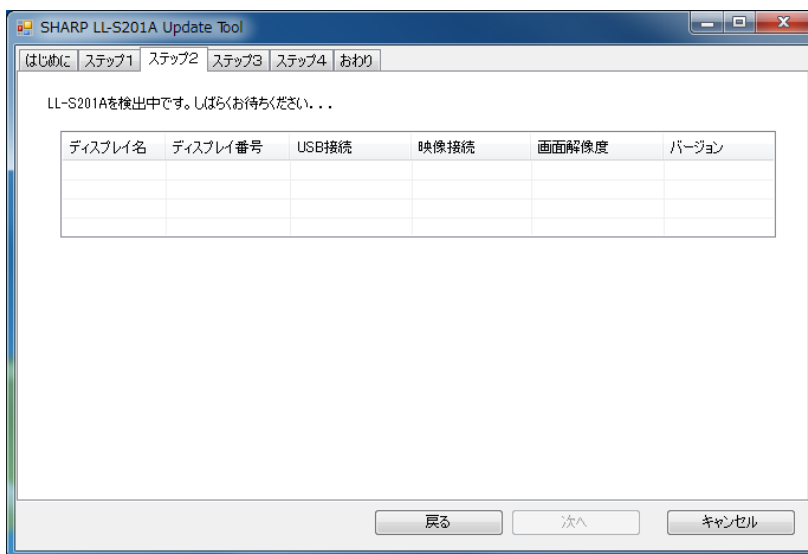 SHARP LL-S201A Update Tool
はじめに ステップ1 ステップ2 ステップ3 ステップ4 おわり
LL-S201Aを検出中です。しばらくお待ちください...
ディスプレイ名 ディスプレイ番号 USB接続 映像接続 画面解像度 バージョン
戻る 次へ キャンセル